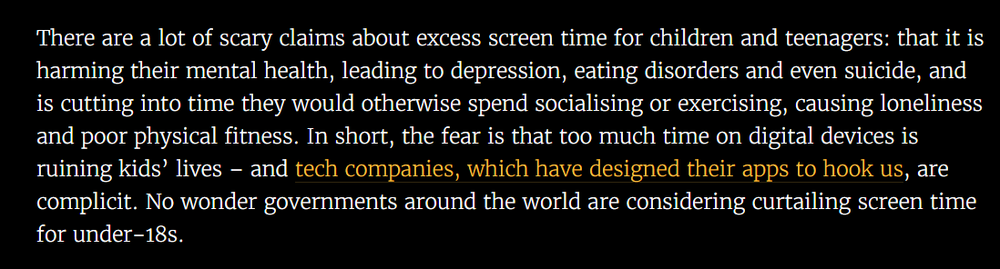 There are a lot of scary claims about excess screen time for children and teenagers: that it is
harming their mental health, leading to depression, eating disorders and even suicide, and
is cutting into time they would otherwise spend socialising or exercising, causing loneliness
and poor physical fitness. In short, the fear is that too much time on digital devices is
ruining kids’ lives – and tech companies, which have designed their apps to hook us, are
complicit. No wonder governments around the world are considering curtailing screen time
for under-18s.